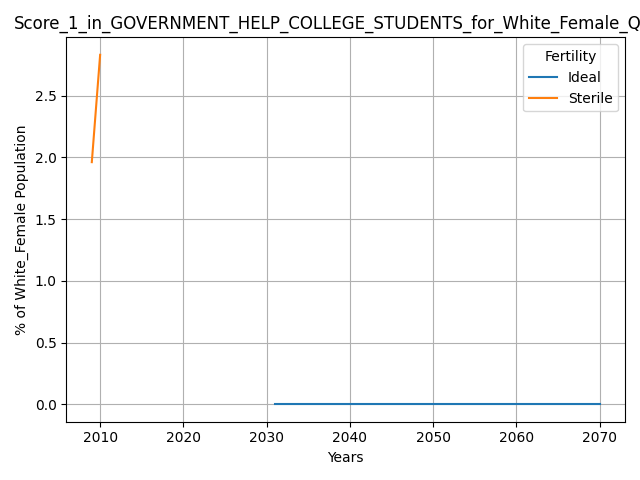 Score_1_in_GOVERNMENT_HELP_COLLEGE_STUDENTS_for_White_Female_Q
Fertility
Ideal
Sterile
% of White_Female Population
2.5
2.0
1.5
1.0
0.5
0.0
2010 2020 2030 2040 2050 2060 2070
Years